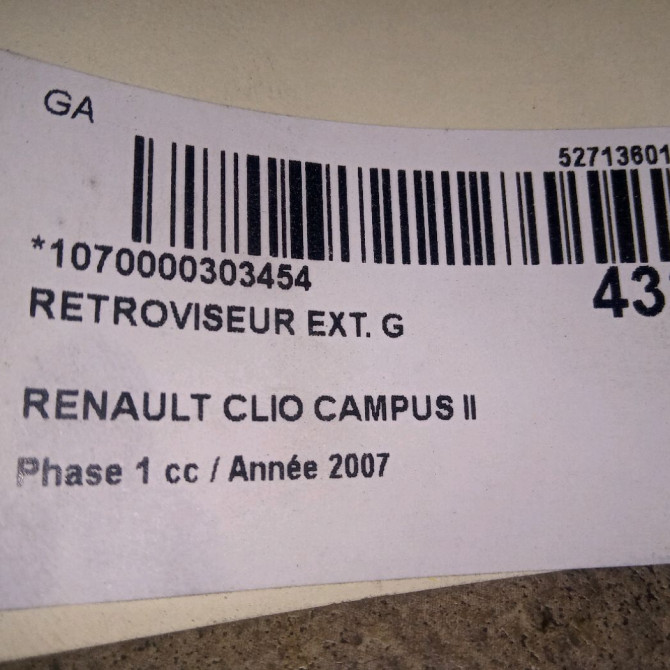 GA
52713601
*1070000303454
43
RETROVISEUR EXT. G
RENAULT CLIO CAMPUS II
Phase 1 cc / Année 2007